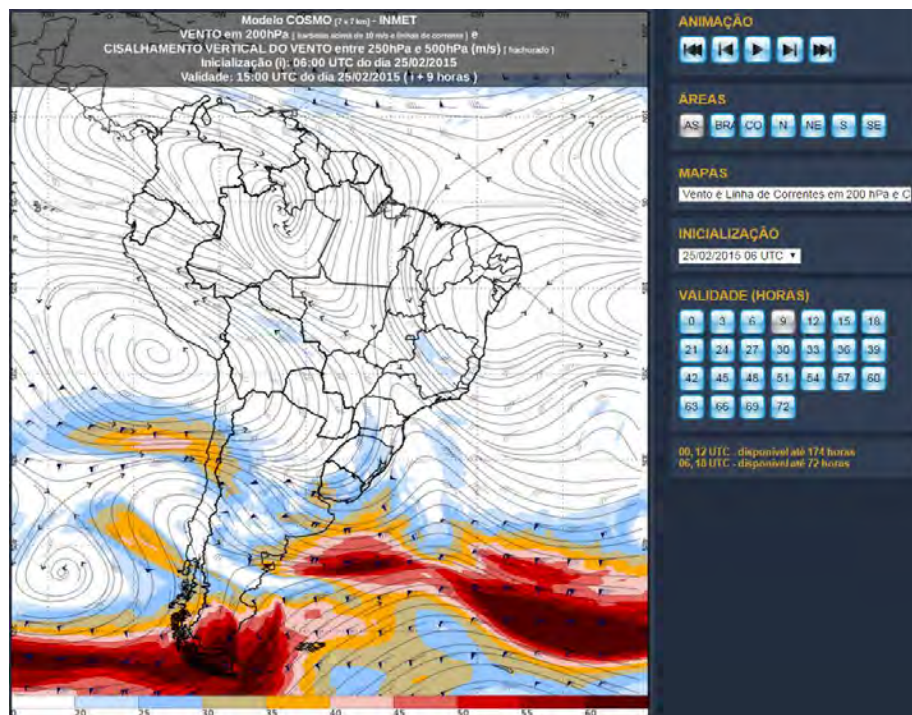 Modelo COSMO [7 x 7 km] - INMET
VENTO em 200hPa [ barbelas acima de 10 m/s e linhas de corrente ] e
CISALHAMENTO VERTICAL DO VENTO entre 250hPa e 500hPa (m/s) [ hachurado ]
Inicialização (i): 06:00 UTC do dia 25/02/2015
Validade: 15:00 UTC do dia 25/02/2015 ( i + 9 horas )
20 25 30 35 40 45 50 55 60
ANIMAÇÃO
ÁREAS
AS BRA CO N NE S SE
MAPAS
Vento e Linha de Correntes em 200 hPa e C
INICIALIZAÇÃO
25/02/2015 06 UTC
VALIDADE (HORAS)
0 3 6 9 12 15 18
21 24 27 30 33 36 39
42 45 48 51 54 57 60
63 66 69 72
00, 12 UTC - disponível até 174 horas
06, 18 UTC - disponível até 72 horas